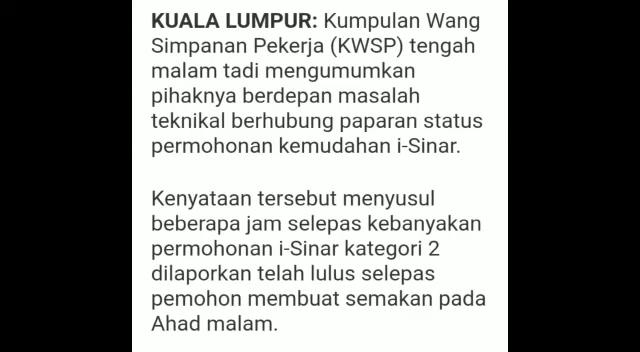 KUALA LUMPUR: Kumpulan Wang
Simpanan Pekerja (KWSP) tengah
malam tadi mengumumkan
pihaknya berdepan masalah
teknikal berhubung paparan status
permohonan kemudahan i-Sinar.
Kenyataan tersebut menyusul
beberapa jam selepas kebanyakan
permohonan i-Sinar kategori 2
dilaporkan telah lulus selepas
pemohon membuat semakan pada
Ahad malam.